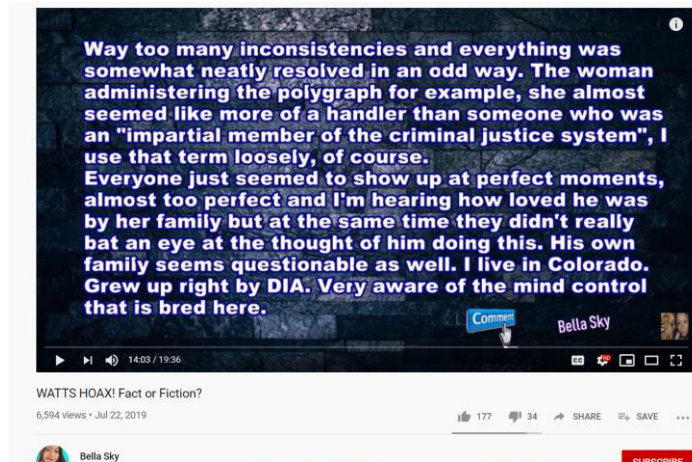 Way too many inconsistencies and everything was
somewhat neatly resolved in an odd way. The woman
administering the polygraph for example, she almost
seemed like more of a handler than someone who was
an "impartial member of the criminal justice system", I
use that term loosely, of course.
Everyone just seemed to show up at perfect moments,
almost too perfect and I'm hearing how loved he was
by her family but at the same time they didn't really
bat an eye at the thought of him doing this. His own
family seems questionable as well. I live in Colorado.
Grew up right by DIA. Very aware of the mind control
that is bred here.
Comment
Bella Sky
14:03 / 19:36
CC
HD
WATTS HOAX! Fact or Fiction?
6,594 views • Jul 22, 2019
177
34
SHARE
SAVE
Bella Sky
SUBSCRIBE